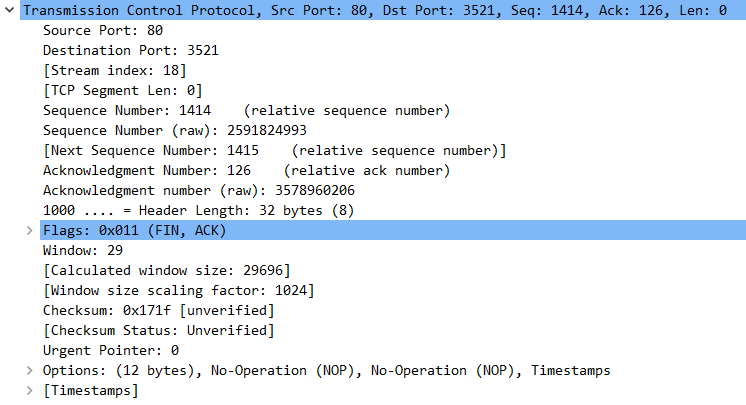 Transmission Control Protocol, Src Port: 80, Dst Port: 3521, Seq: 1414, Ack: 126, Len: 0
Source Port: 80
Destination Port: 3521
[Stream index: 18]
[TCP Segment Len: 0]
Sequence Number: 1414    (relative sequence number)
Sequence Number (raw): 2591824993
[Next Sequence Number: 1415    (relative sequence number)]
Acknowledgment Number: 126    (relative ack number)
Acknowledgment number (raw): 3578960206
1000 .... = Header Length: 32 bytes (8)
Flags: 0x011 (FIN, ACK)
Window: 29
[Calculated window size: 29696]
[Window size scaling factor: 1024]
Checksum: 0x171f [unverified]
[Checksum Status: Unverified]
Urgent Pointer: 0
Options: (12 bytes), No-Operation (NOP), No-Operation (NOP), Timestamps
[Timestamps]